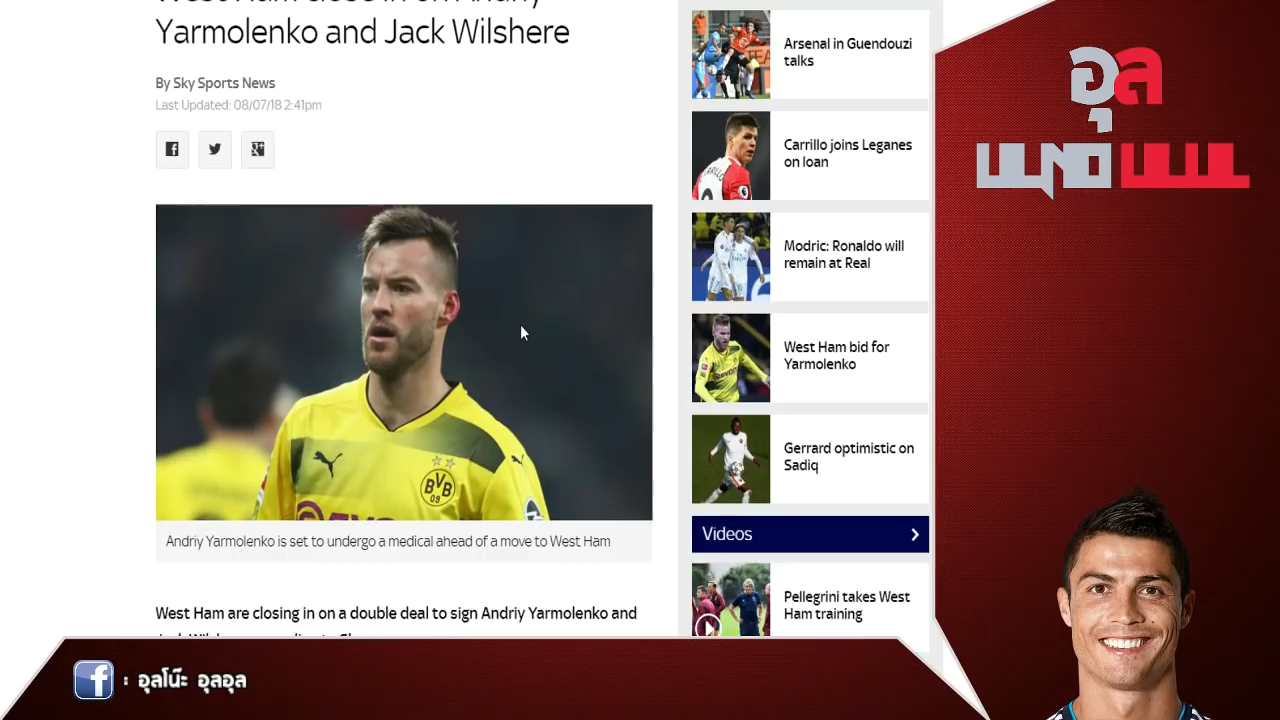 Yarmolenko and Jack Wilshere
By Sky Sports News
Last Updated: 08/07/18 2:41pm
Andriy Yarmolenko is set to undergo a medical ahead of a move to West Ham
West Ham are closing in on a double deal to sign Andriy Yarmolenko and
Arsenal in Guendouzi
talks
Carrillo joins Leganes
on loan
Modric: Ronaldo will
remain at Real
West Ham bid for
Yarmolenko
Gerrard optimistic on
Sadiq
Videos
Pellegrini takes West
Ham training
BVB
09
อุล
: อุลโน๊ะ อุลอุล